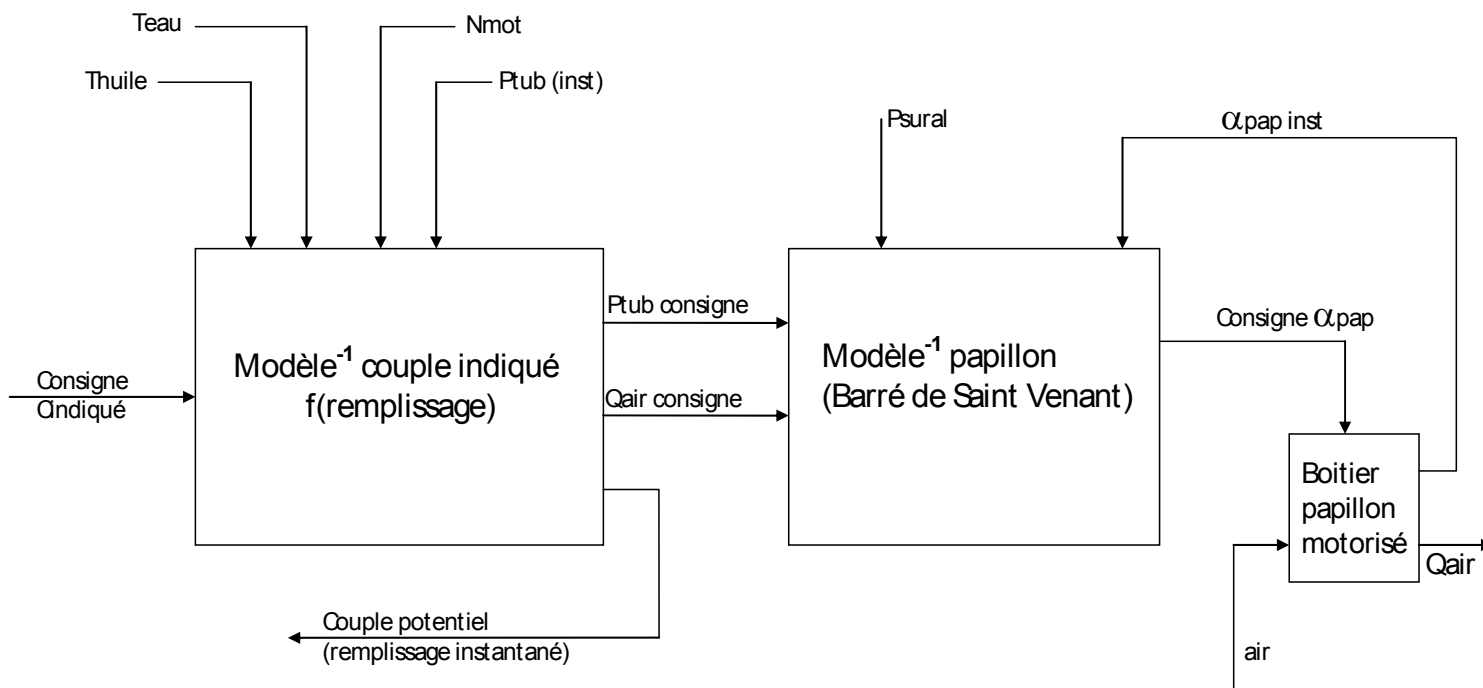 Teau
Nmot
Thuile
Ptub (inst)
Psural
αpap inst
Ptub consigne
Consigne αpap
Modèle⁻¹ couple indiqué
f(remplissage)
Modèle⁻¹ papillon
(Barré de Saint Venant)
Consigne
Cindiqué
Qair consigne
Boitier
papillon
motorisé
Qair
Couple potentiel
(remplissage instantané)
air